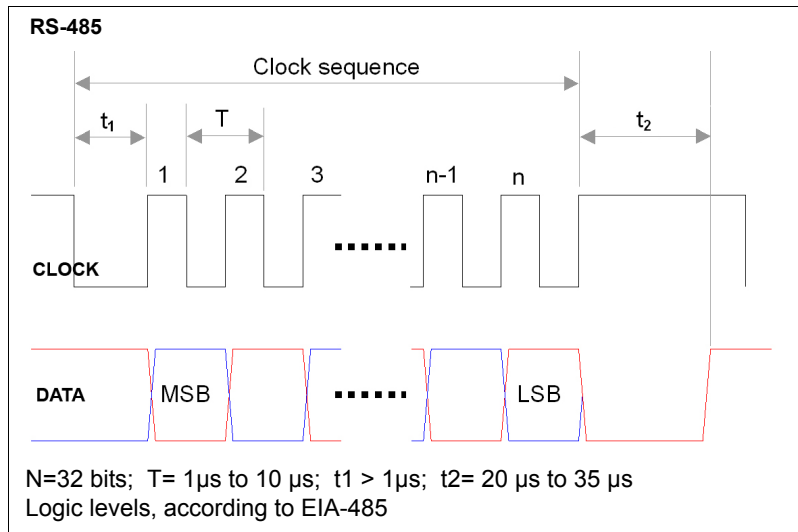 RS-485
Clock sequence
t₁ T t₂
1 2 3 n-1 n
CLOCK
DATA MSB LSB
N=32 bits; T= 1µs to 10 µs; t1 > 1µs; t2= 20 µs to 35 µs
Logic levels, according to EIA-485